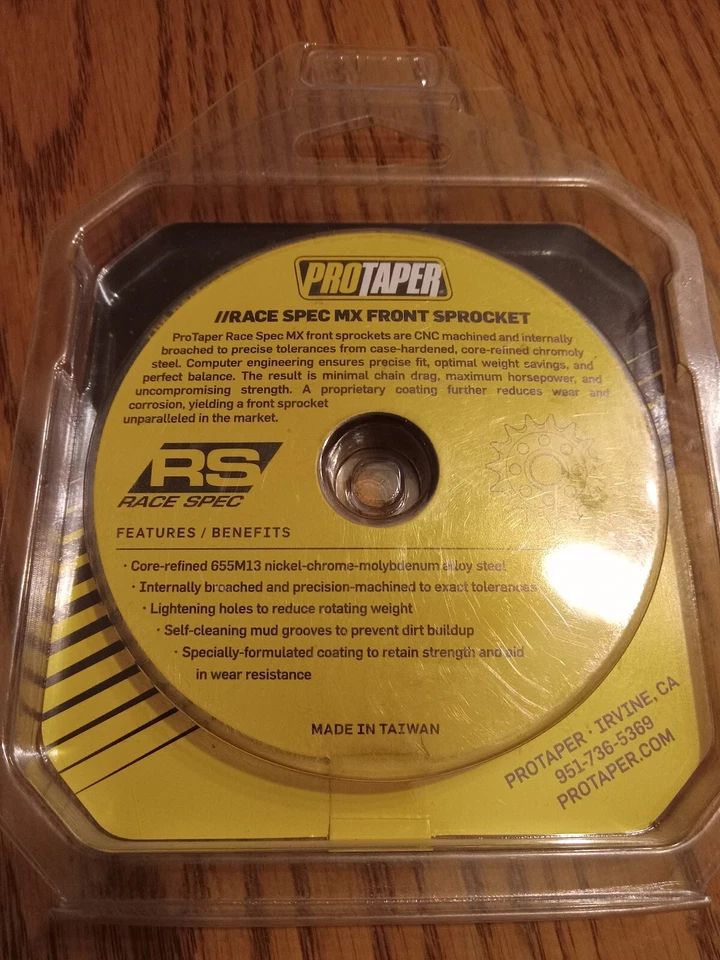 PROTAPER
//RACE SPEC MX FRONT SPROCKET
ProTaper Race Spec MX front sprockets are CNC machined and internally
broached to precise tolerances from case-hardened, core-reiined chromoly
steel. Computer engineering ensures precise fit, optimal weight savings, and
perfect balance. The result is minimal chain drag, maximum horsepower, and
uncompromising strength. A proprietary coating further reduces wear and
corrosion, yielding a front sprocket
unparalleled in the market.
RS
RACE SPEC
FEATURES / BENEFITS
· Core-refined 655M13 nickel-chrome-molybdenum alloy steel
· Internally broached and precision-machined to exact tolerances
· Lightening holes to reduce rotating weight
· Self-cleaning mud grooves to prevent dirt buildup
· Specially-formulated coating to retain strength and aid
in wear resistance
MADE IN TAIWAN
PROTAPER · IRVINE, CA
951-736-5369
PROTAPER.COM